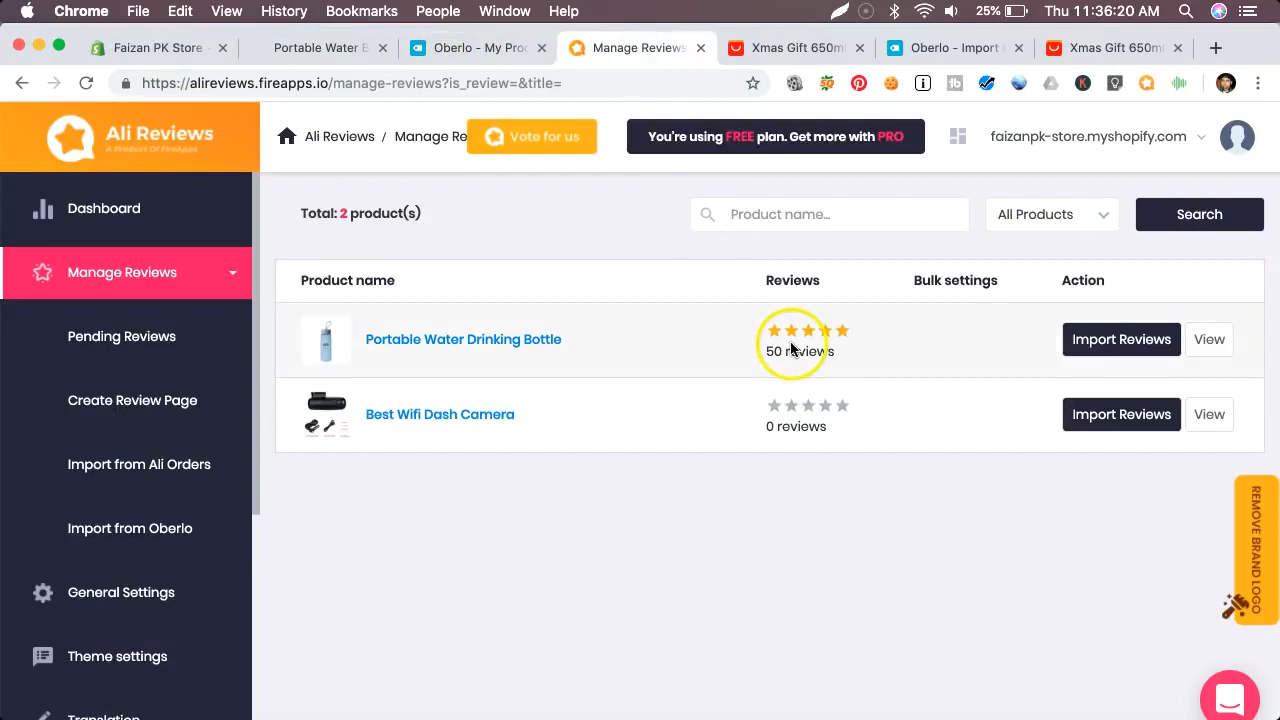 Chrome File Edit View History Bookmarks People Window Help 25% Thu 11:36:20 AM
Faizan PK Store - Portable Water B Oberlo - My Proc Manage Reviews Xmas Gift 650ml Oberlo - Import Xmas Gift 650ml
https://alireviews.fireapps.io/manage-reviews?is_review=&title=
Ali Reviews
A Product Of FireApps
Ali Reviews / Manage Re
Vote for us
You're using FREE plan. Get more with PRO
faizanpk-store.myshopify.com
Dashboard
Manage Reviews
Pending Reviews
Create Review Page
Import from Ali Orders
Import from Oberlo
General Settings
Theme settings
Translation
Total: 2 product(s)
Product name...
All Products
Search
Product name Reviews Bulk settings Action
Portable Water Drinking Bottle
50 reviews
Import Reviews View
Best Wifi Dash Camera
0 reviews
Import Reviews View
REMOVE BRAND LOGO